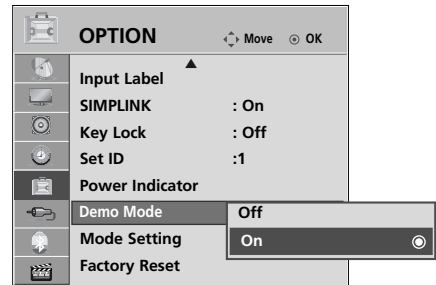 OPTION Move OK
Input Label
SIMPLINK : On
Key Lock : Off
Set ID :1
Power Indicator
Demo Mode Off
Mode Setting On
Factory Reset